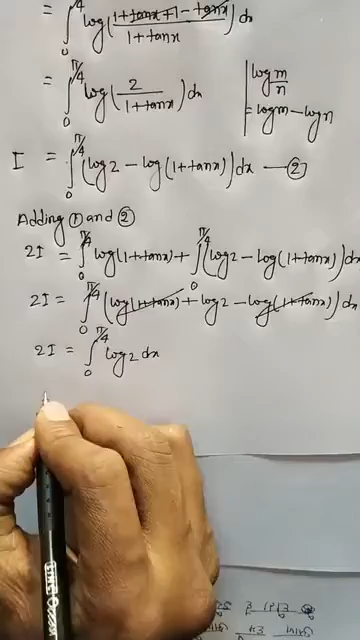 = ∫₀^π/4 log(1+tanx+1-tanx / 1+tanx) dx
= ∫₀^π/4 log(2 / 1+tanx) dx
log m/n
= log m - log n
I = ∫₀^π/4 (log2 - log(1+tanx)) dx —②
Adding ① and ②
2I = ∫₀^π/4 log(1+tanx) + ∫₀^π/4 (log2 - log(1+tanx) dx
2I = ∫₀^π/4 (log(1+tanx) + log2 - log(1+tanx)) dx
2I = ∫₀^π/4 log2 dx